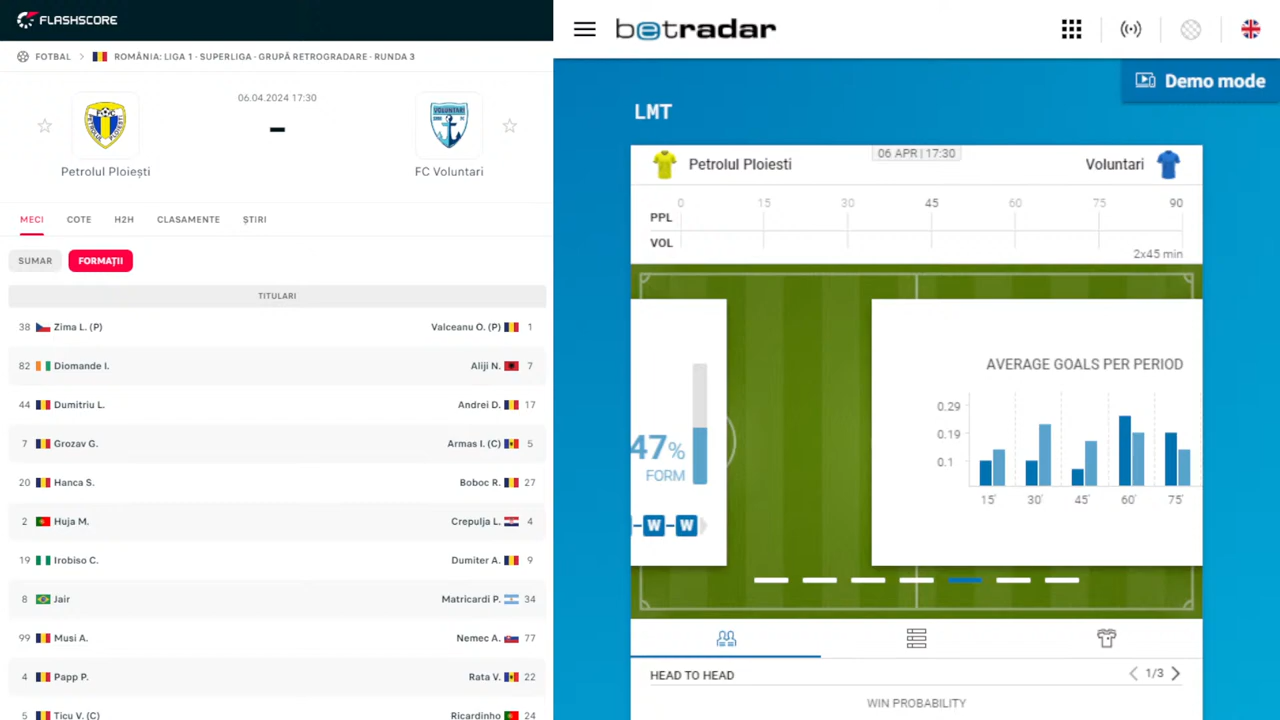 FLASHSCORE
FOTBAL
ROMÂNIA: LIGA 1 - SUPERLIGA - GRUPĂ RETROGRADARE - RUNDA 3
06.04.2024 17:30
-
Petrolul Ploiești
FC Voluntari
MECI COTE H2H CLASAMENTE ȘTIRI
SUMAR FORMAȚII
TITULARI
38 Zima L. (P) Valceanu O. (P) 1
82 Diomande I. Aliji N. 7
44 Dumitriu L. Andrei D. 17
7 Grozav G. Armas I. (C) 5
20 Hanca S. Boboc R. 27
2 Huja M. Crepulja L. 4
19 Irobiso C. Dumiter A. 9
8 Jair Matricardi P. 34
99 Musi A. Nemec A. 77
4 Papp P. Rata V. 22
5 Ticu V. (C) Ricardinho 24
betradar
Demo mode
LMT
Petrolul Ploiesti 06 APR | 17:30 Voluntari
0 15 30 45 60 75 90
PPL
VOL
2x45 min
47%
FORM
-W-W
AVERAGE GOALS PER PERIOD
0.29
0.19
0.1
15' 30' 45' 60' 75'
HEAD TO HEAD 1/3
WIN PROBABILITY